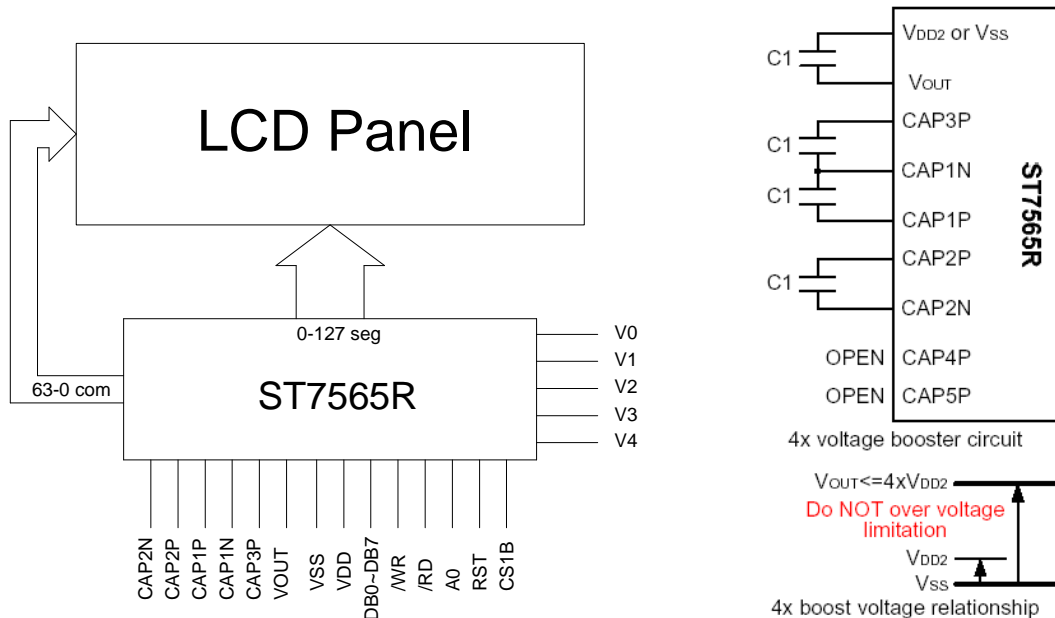 LCD Panel
0-127 seg
63-0 com
ST7565R
V0
V1
V2
V3
V4
CAP2N
CAP2P
CAP1P
CAP1N
CAP3P
VOUT
VSS
VDD
DB0~DB7
/WR
/RD
A0
RST
CS1B
C1
VDD2 or VSS
VOUT
C1
CAP3P
CAP1N
C1
CAP1P
C1
CAP2P
CAP2N
OPEN CAP4P
OPEN CAP5P
ST7565R
4x voltage booster circuit
VOUT<=4xVDD2
Do NOT over voltage
limitation
VDD2
VSS
4x boost voltage relationship